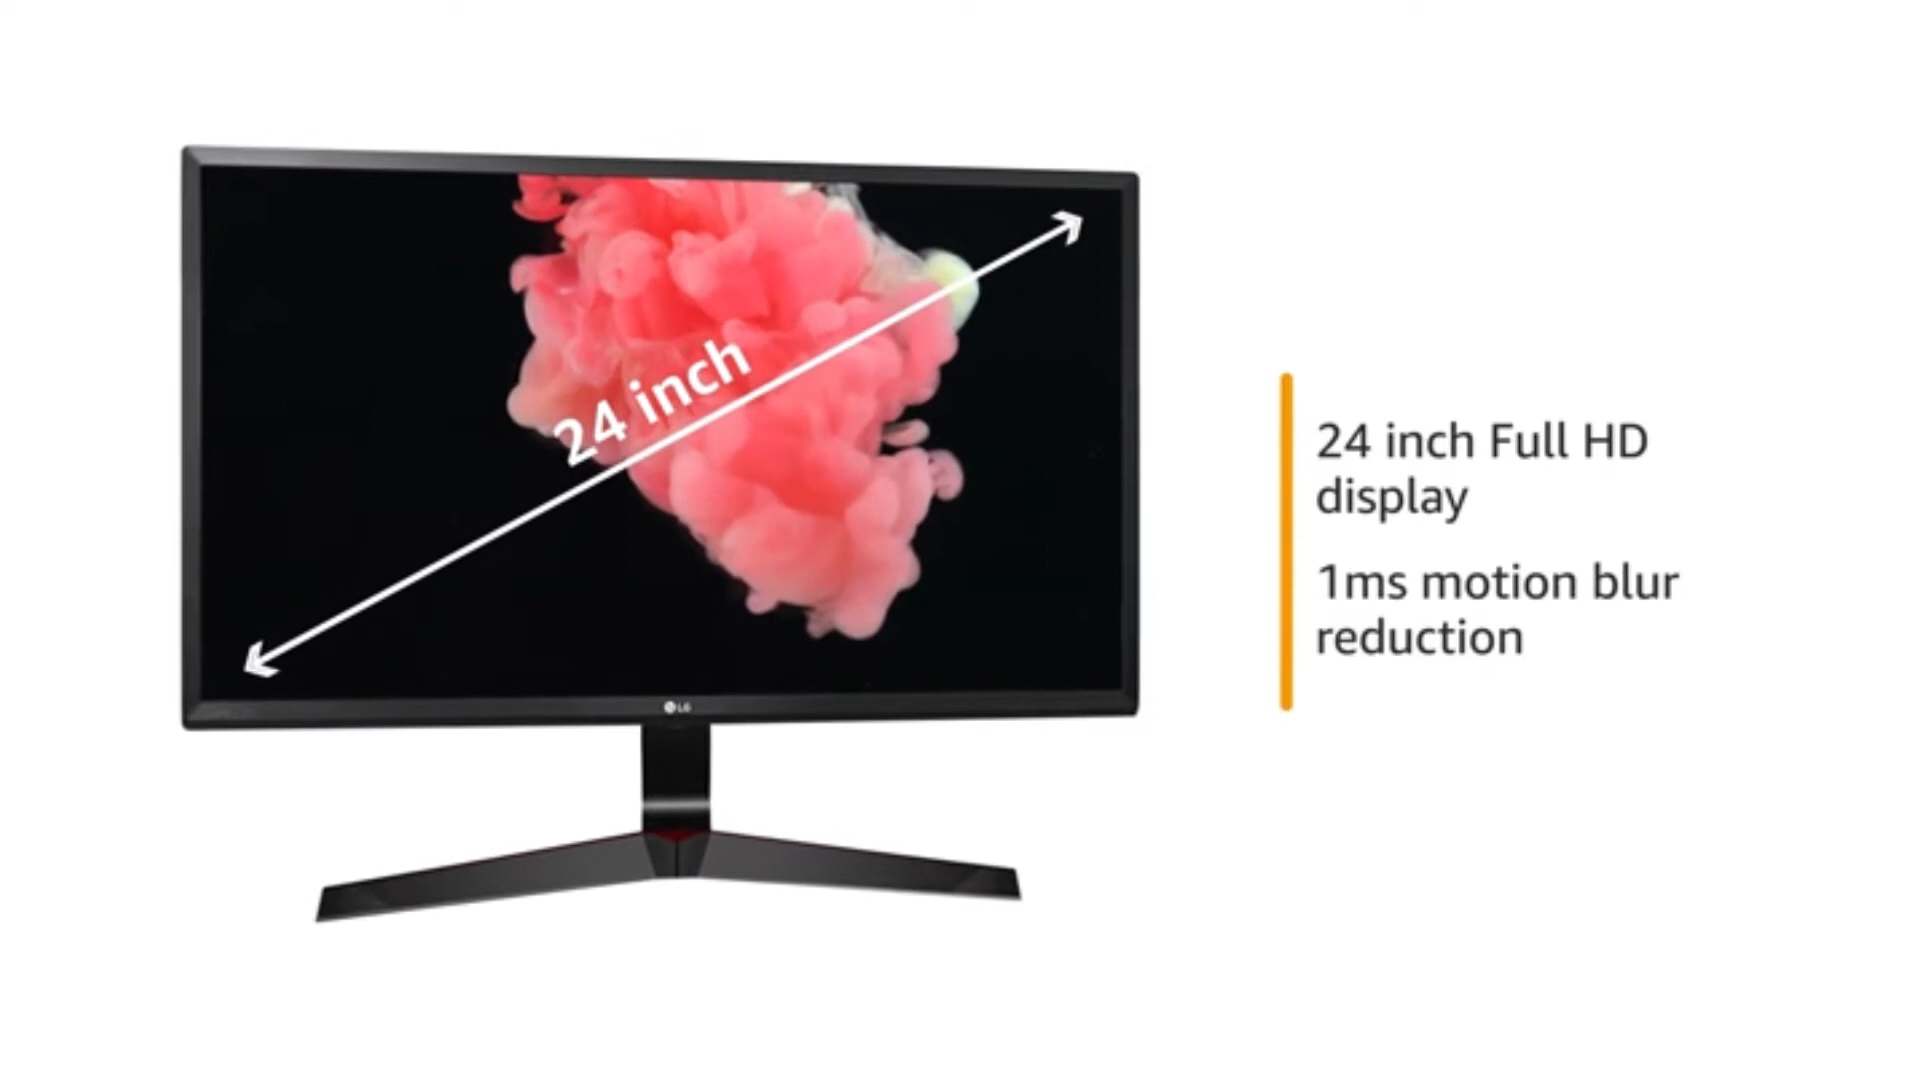 24 inch
LG
24 inch Full HD
display
1ms motion blur
reduction